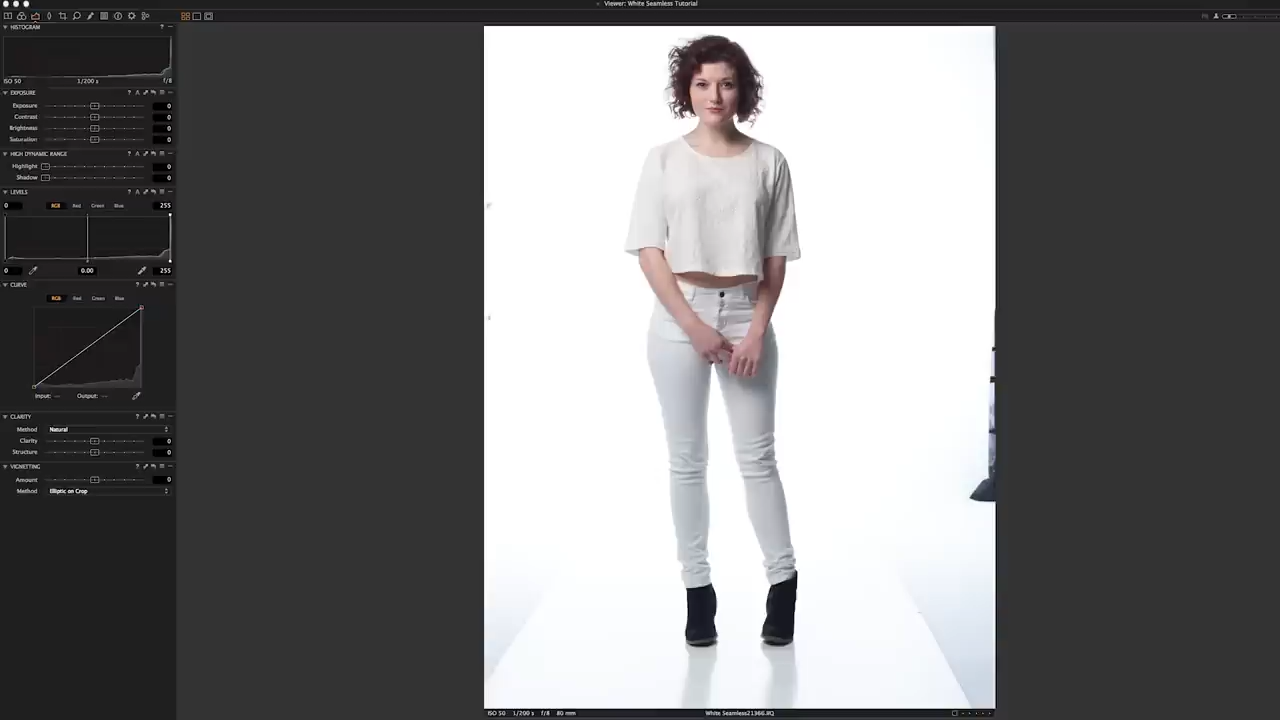 Viewer: White Seamless Tutorial
HISTOGRAM ?
ISO 50 1/200 s f/8
EXPOSURE ? A
Exposure 0
Contrast 0
Brightness 0
Saturation 0
HIGH DYNAMIC RANGE ? A
Highlight 0
Shadow 0
LEVELS ? A
0 RGB Red Green Blue 255
0 0.00 255
CURVE ?
RGB Red Green Blue
Input: -- Output: --
CLARITY ?
Method Natural
Clarity 0
Structure 0
VIGNETTING ?
Amount 0
Method Elliptic on Crop
ISO 50 1/200 s f/8 80 mm White Seamless21366.IIQ